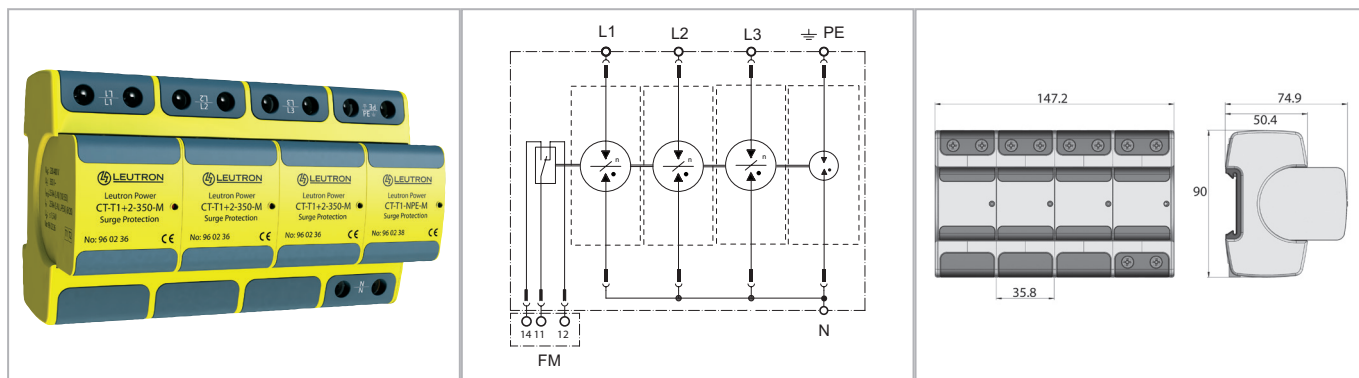 L1
L1
L2
L2
L3
L3
PE
PE
LEUTRON
Leutron Power
CT-T1+2-350-M
Surge Protection
No: 96 02 36
CE
LEUTRON
Leutron Power
CT-T1+2-350-M
Surge Protection
No: 96 02 36
CE
LEUTRON
Leutron Power
CT-T1+2-350-M
Surge Protection
No: 96 02 36
CE
LEUTRON
Leutron Power
CT-T1-NPE-M
Surge Protection
No: 96 02 38
CE
N
N
L1 L2 L3 PE
n n n
14 11 12
N
FM
147.2
35.8
74.9
50.4
90